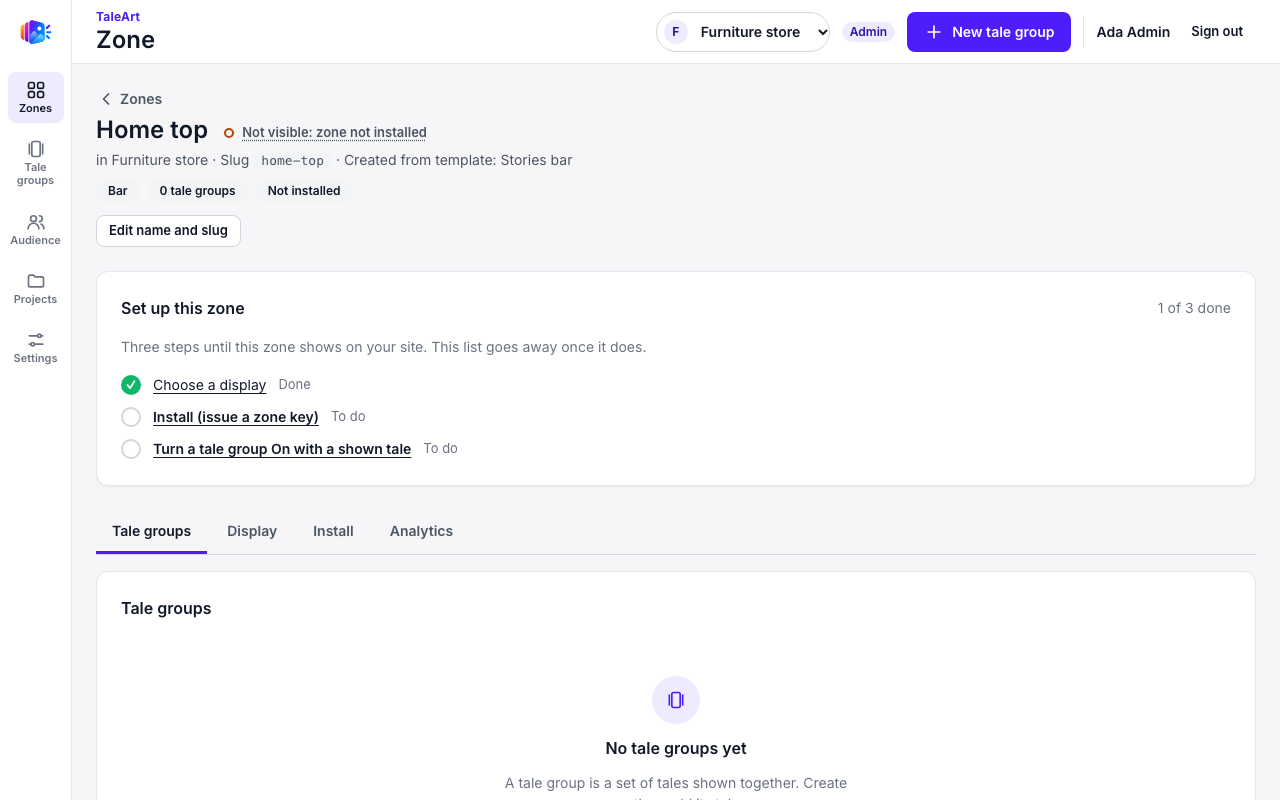 TaleArt
Zone
F Furniture store
Admin
New tale group
Ada Admin
Sign out
Zones
Tale groups
Audience
Projects
Settings
Zones
Home top
Not visible: zone not installed
in Furniture store · Slug home-top · Created from template: Stories bar
Bar
0 tale groups
Not installed
Edit name and slug
Set up this zone
1 of 3 done
Three steps until this zone shows on your site. This list goes away once it does.
Choose a display Done
Install (issue a zone key) To do
Turn a tale group On with a shown tale To do
Tale groups
Display
Install
Analytics
Tale groups
No tale groups yet
A tale group is a set of tales shown together. Create